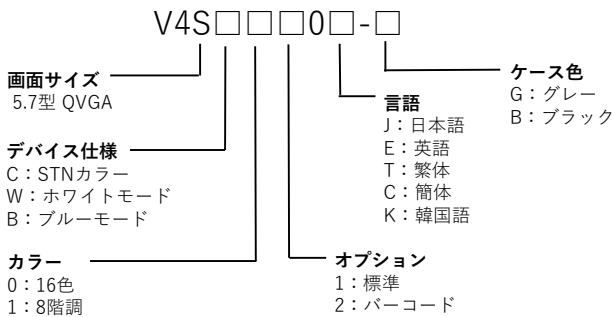 V4S□□□0□-□
画面サイズ
5.7型 QVGA
デバイス仕様
C：STNカラー
W：ホワイトモード
B：ブルーモード
カラー
0：16色
1：8階調
オプション
1：標準
2：バーコード
言語
J：日本語
E：英語
T：繁体
C：簡体
K：韓国語
ケース色
G：グレー
B：ブラック